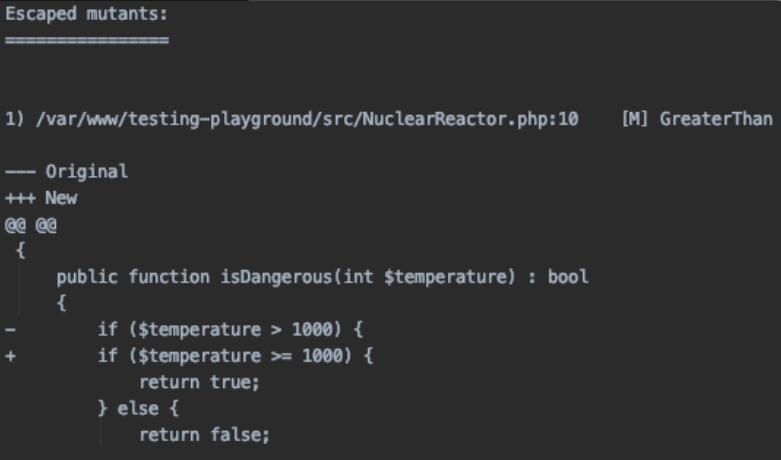 Escaped mutants:
================
1) /var/www/testing-playground/src/NuclearReactor.php:10    [M] GreaterThan
--- Original
+++ New
@@ @@
 {
     public function isDangerous(int $temperature) : bool
     {
-        if ($temperature > 1000) {
+        if ($temperature >= 1000) {
             return true;
         } else {
             return false;